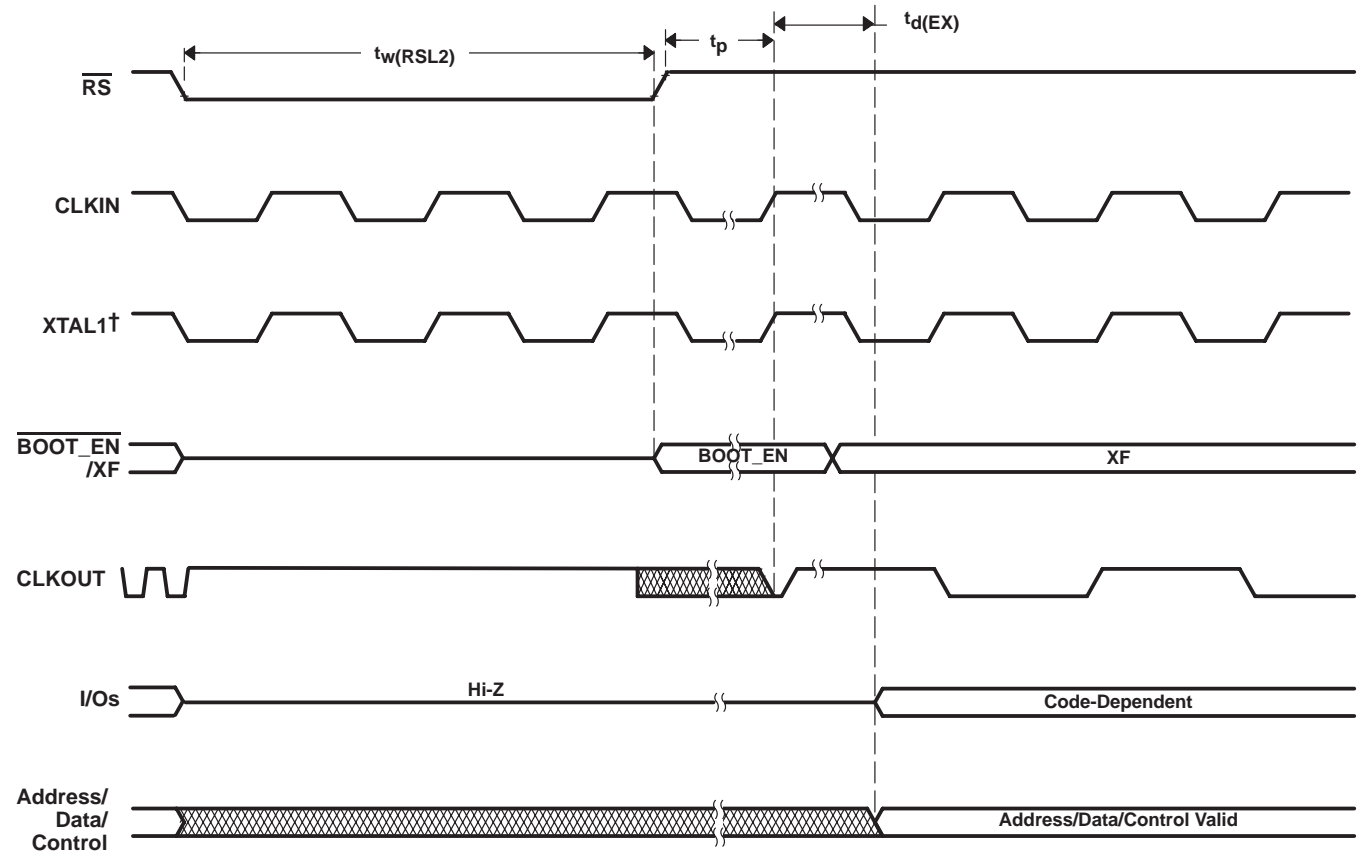 tw(RSL2)
tp
td(EX)
RS
CLKIN
XTAL1†
BOOT_EN
/XF
BOOT_EN
XF
CLKOUT
I/Os
Hi-Z
Code-Dependent
Address/
Data/
Control
Address/Data/Control Valid